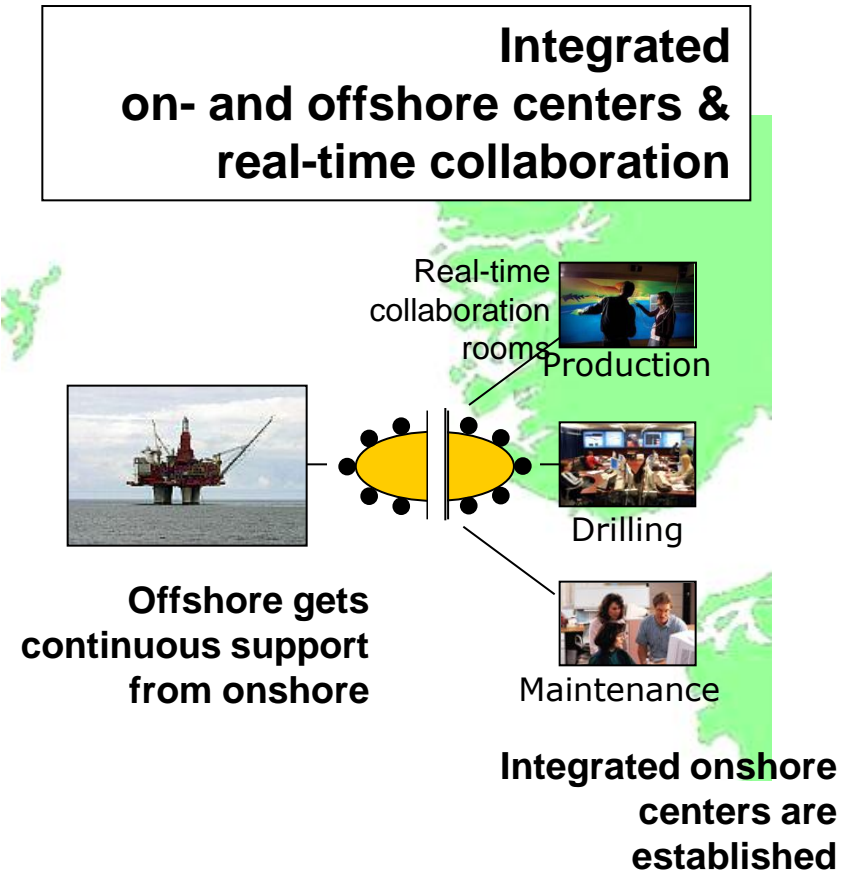 Integrated
on- and offshore centers &
real-time collaboration
Real-time
collaboration
rooms
Production
Drilling
Offshore gets
continuous support
from onshore
Maintenance
Integrated onshore
centers are
established